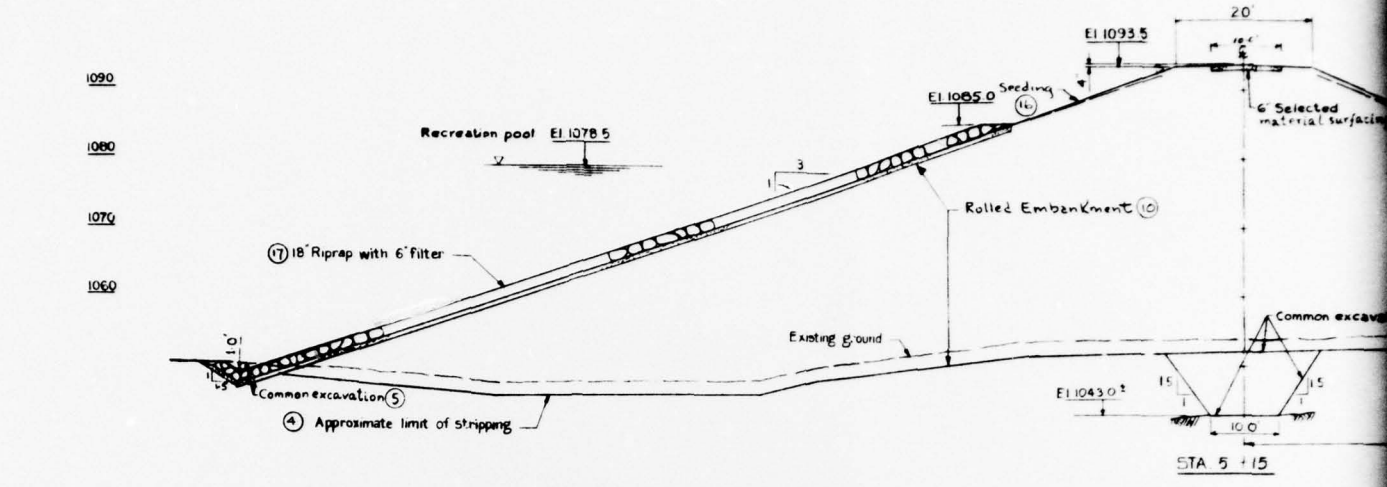 20'
El 1093.5
1090
El 1085.0
Seeding
16
6" Selected
material surfacing
Recreation pool El 1078.5
1080
3
1
Rolled Embankment 10
1070
17 18" Riprap with 6" filter
1060
Common excava
Existing ground
1.0'
1
1.5
Common excavation 5
4 Approximate limit of stripping
El 1043.0±
1.5
1
1.5
1
10.0'
STA. 5+15